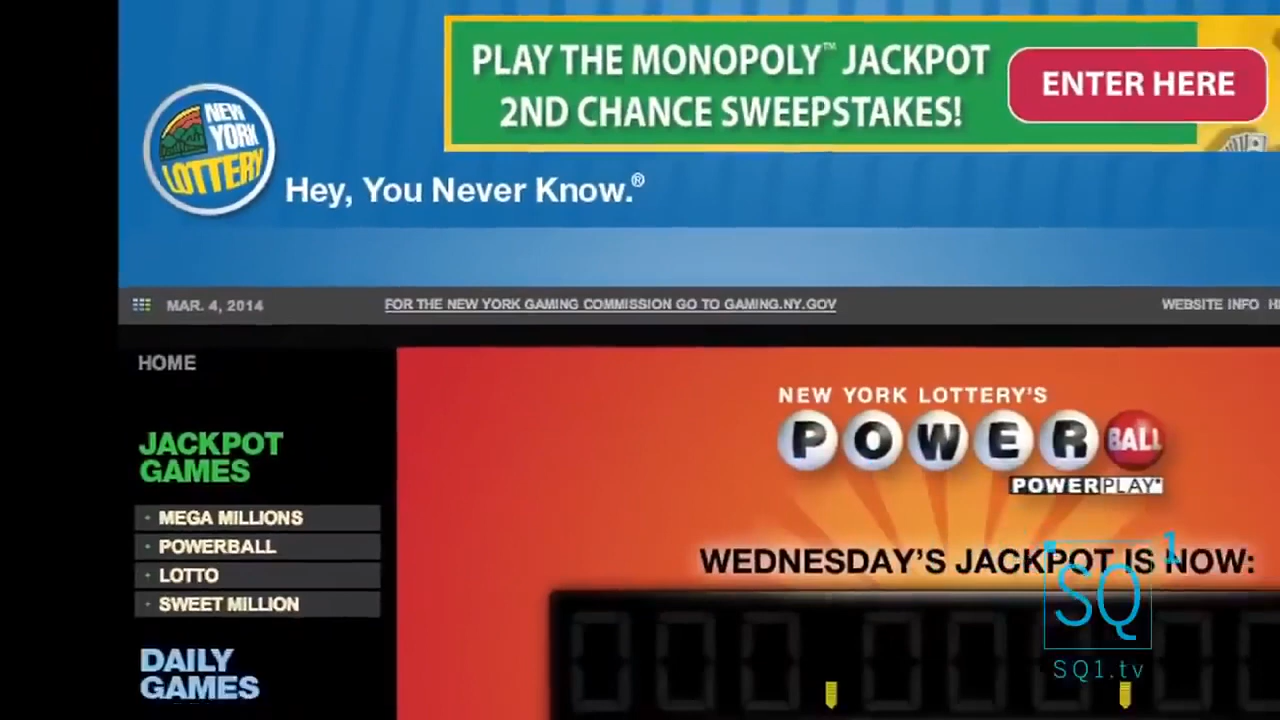 PLAY THE MONOPOLY™ JACKPOT
2ND CHANCE SWEEPSTAKES!
ENTER HERE
NEW
YORK
LOTTERY
Hey, You Never Know.®
MAR. 4, 2014
FOR THE NEW YORK GAMING COMMISSION GO TO GAMING.NY.GOV
WEBSITE INFO
HOME
JACKPOT
GAMES
MEGA MILLIONS
POWERBALL
LOTTO
SWEET MILLION
DAILY
GAMES
NEW YORK LOTTERY'S
POWER BALL
POWERPLAY
WEDNESDAY'S JACKPOT IS NOW:
SQ1
SQ1.tv